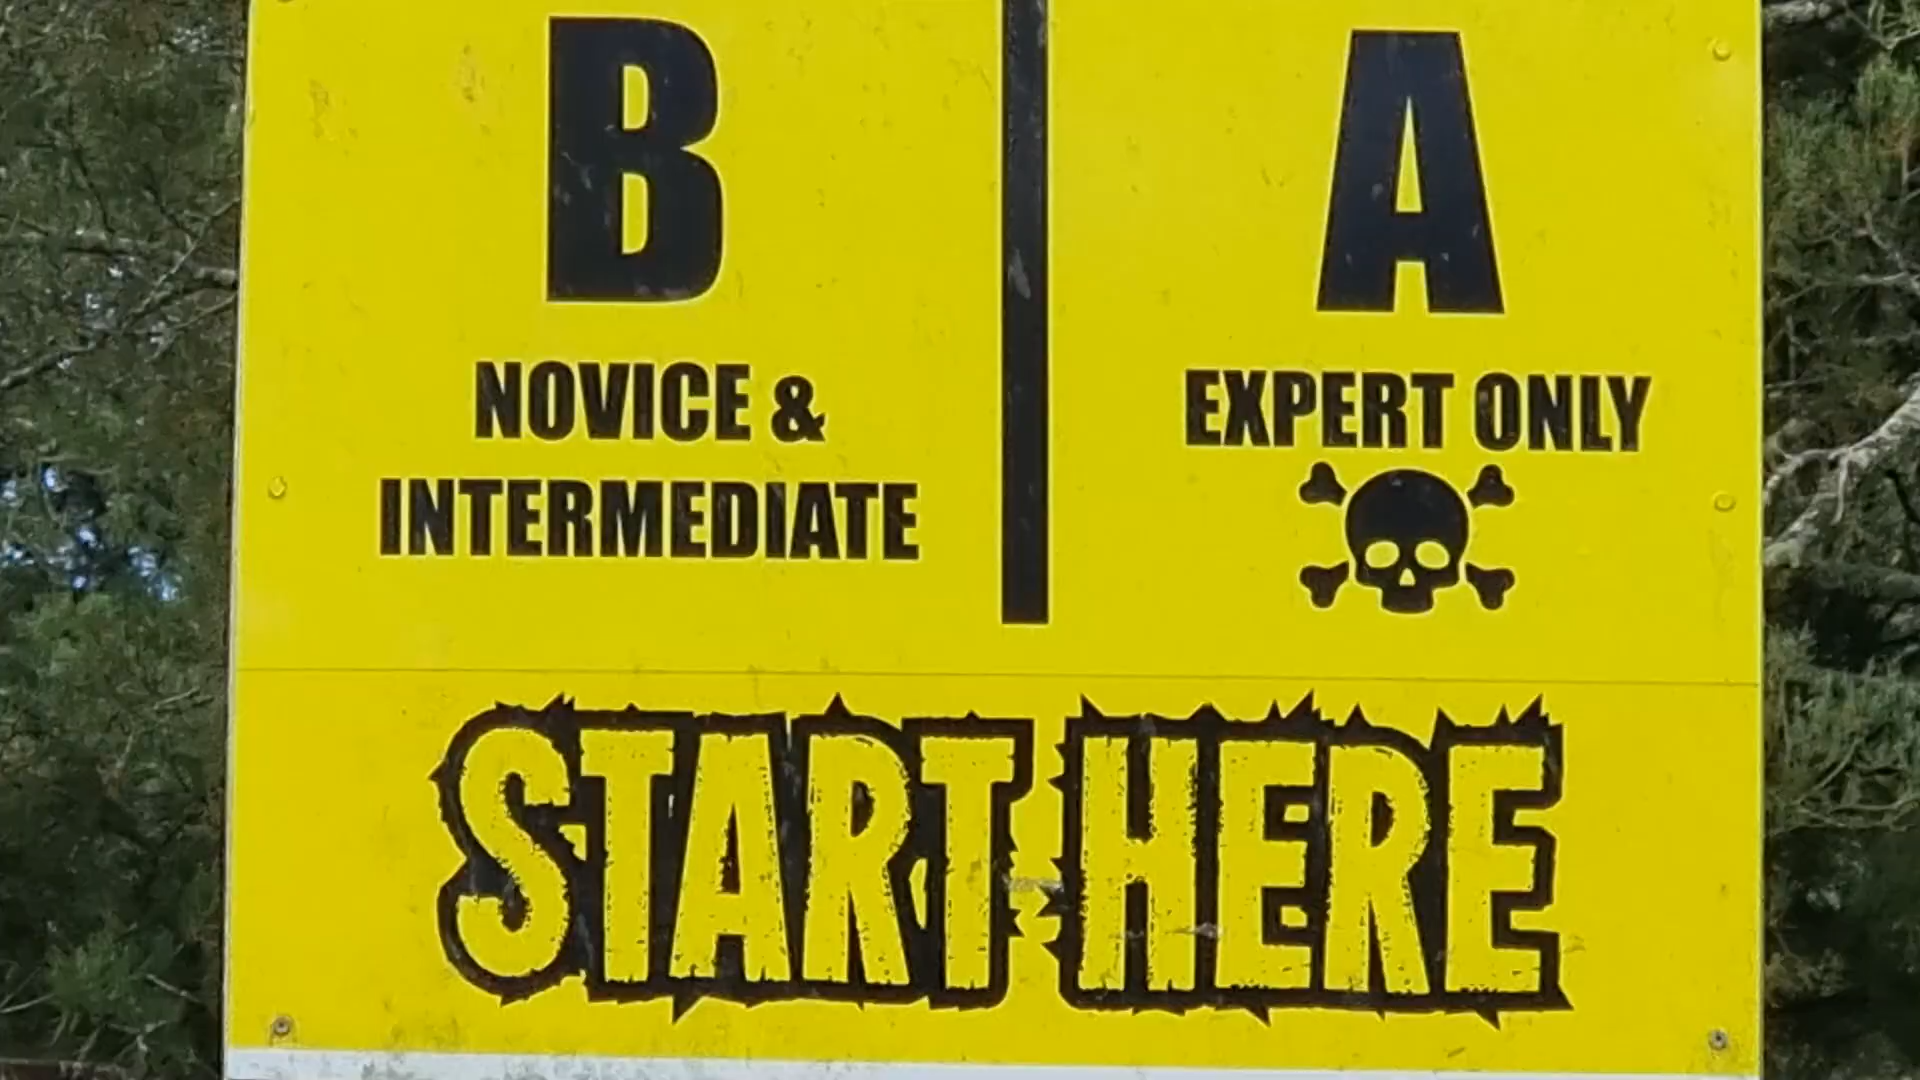 B
NOVICE &
INTERMEDIATE
A
EXPERT ONLY
START HERE